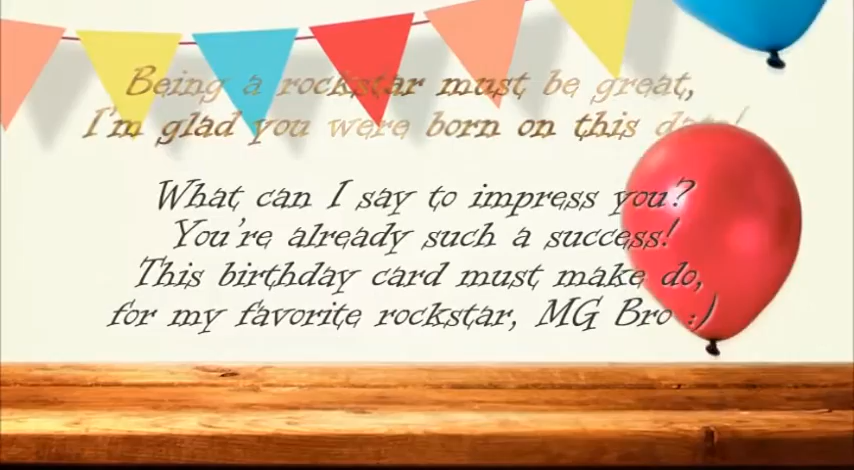 Being a rockstar must be great,
I'm glad you were born on this date!
What can I say to impress you?
You're already such a success!
This birthday card must make do,
for my favorite rockstar, MG Bro :)